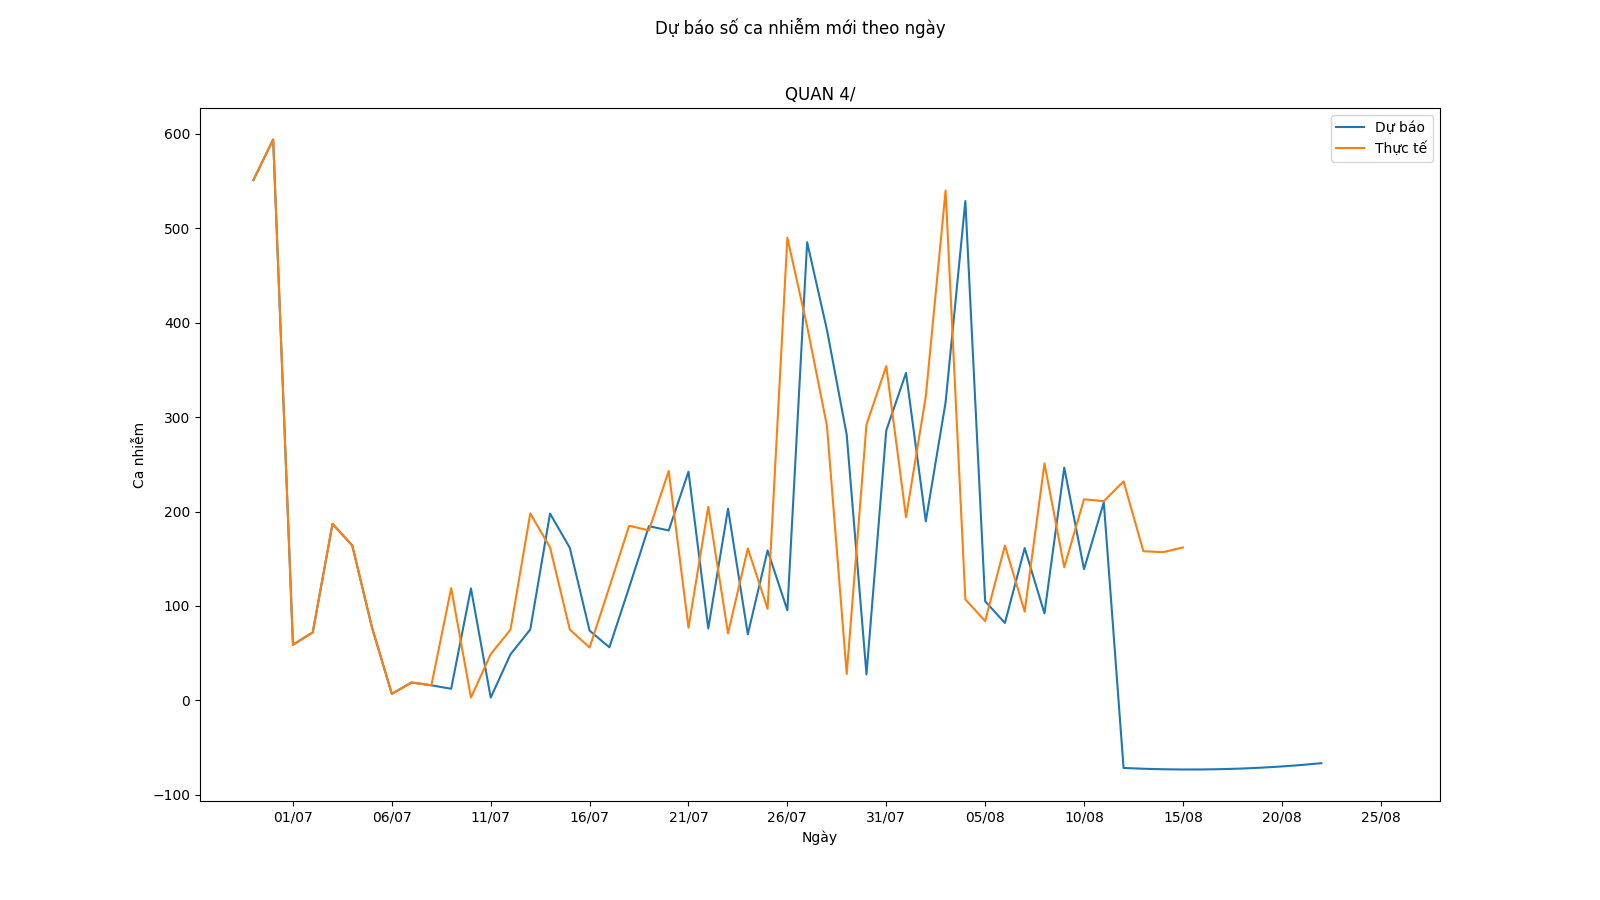 Dự báo số ca nhiễm mới theo ngày
QUAN 4/
Dự báo
Thực tế
600
500
400
300
200
100
0
−100
Ca nhiễm
01/07 06/07 11/07 16/07 21/07 26/07 31/07 05/08 10/08 15/08 20/08 25/08
Ngày